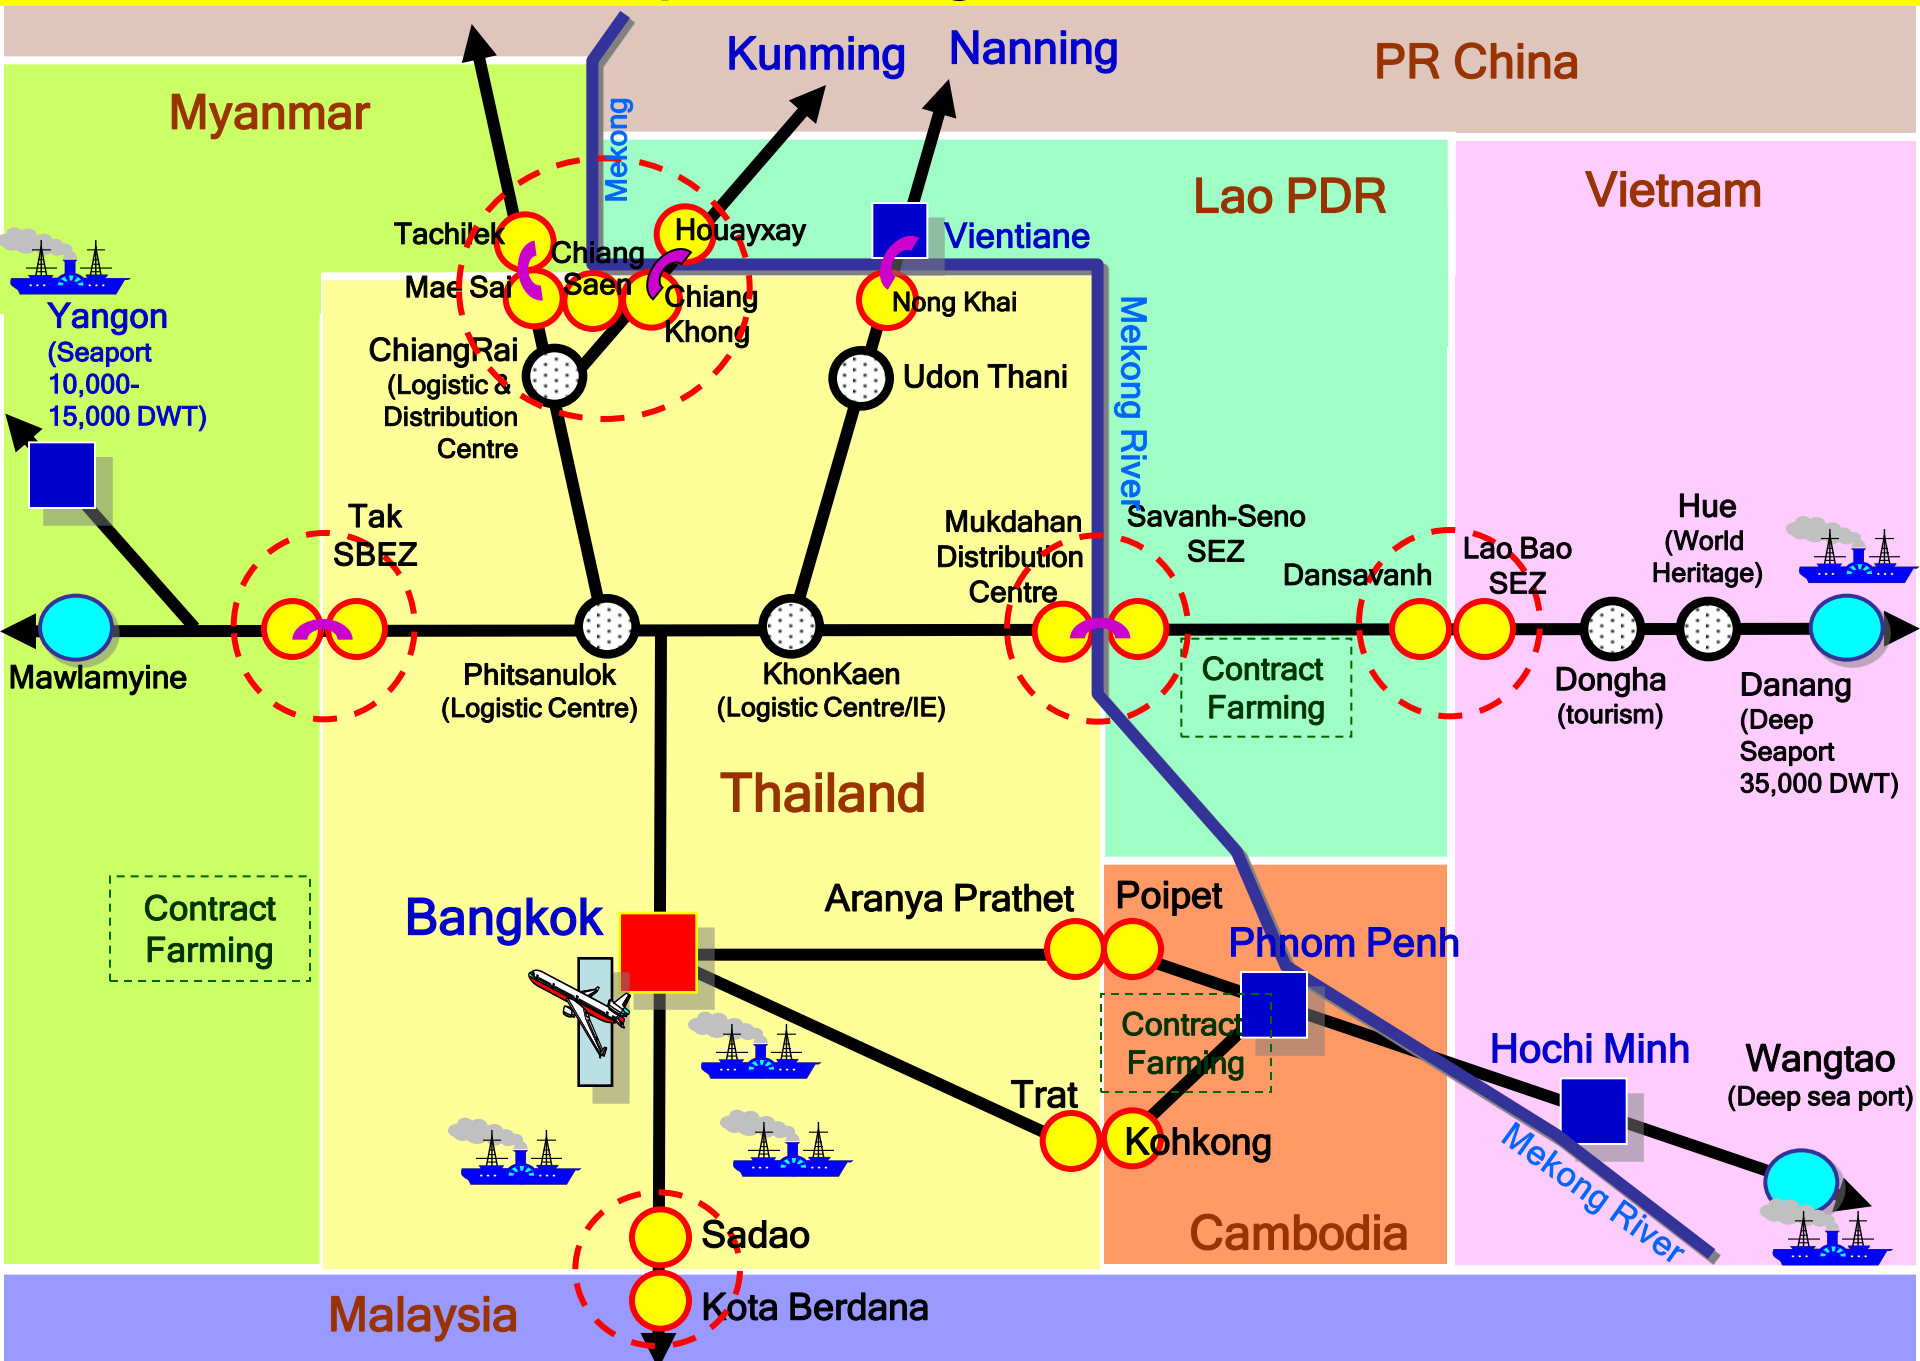 Kunming
Nanning
PR China
Myanmar
Mekong
Lao PDR
Vietnam
Tachilek
Houayxay
Vientiane
Chiang
Saen
Mae Sai
Chiang
Khong
Nong Khai
Yangon
(Seaport
10,000-
15,000 DWT)
ChiangRai
(Logistic &
Distribution
Centre
Udon Thani
Mekong River
Tak
SBEZ
Mukdahan
Distribution
Centre
Savanh-Seno
SEZ
Dansavanh
Lao Bao
SEZ
Hue
(World
Heritage)
Mawlamyine
Phitsanulok
(Logistic Centre)
KhonKaen
(Logistic Centre/IE)
Contract
Farming
Dongha
(tourism)
Danang
(Deep
Seaport
35,000 DWT)
Thailand
Contract
Farming
Bangkok
Aranya Prathet
Poipet
Phnom Penh
Contract
Farming
Hochi Minh
Wangtao
(Deep sea port)
Trat
Kohkong
Mekong River
Cambodia
Sadao
Kota Berdana
Malaysia